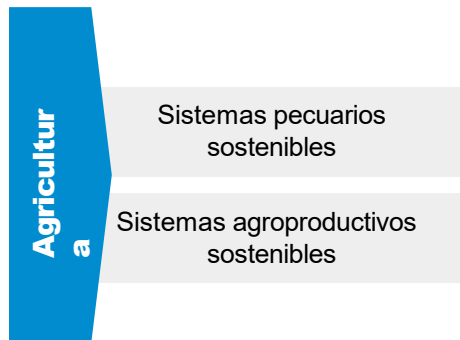 Agricultur
a
Sistemas pecuarios
sostenibles
Sistemas agroproductivos
sostenibles